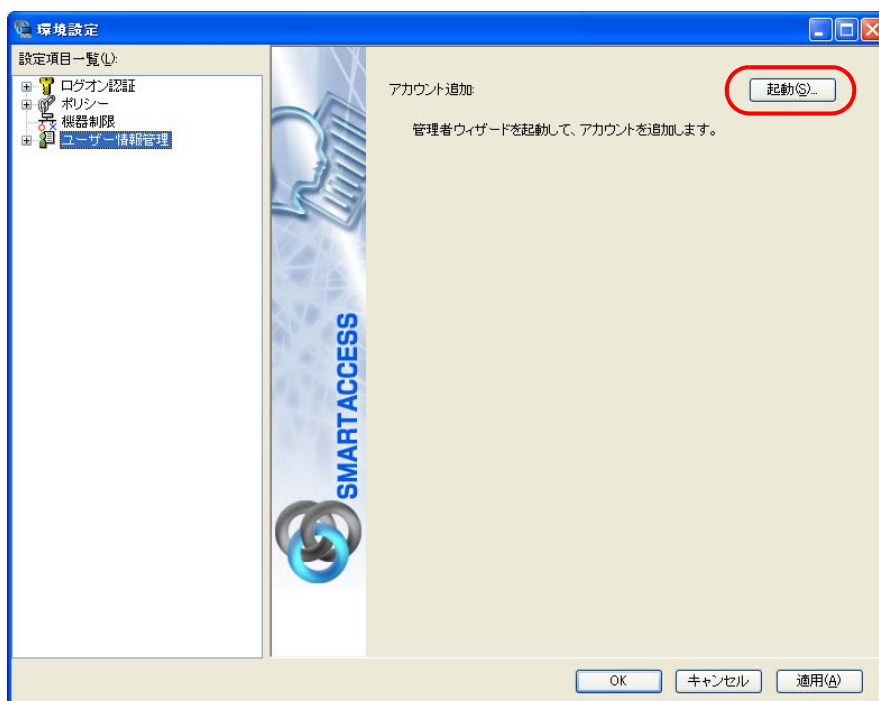 環境設定
設定項目一覧(L):
ログオン認証
ポリシー
機器制限
ユーザー情報管理
アカウント追加:
起動(S)...
管理者ウィザードを起動して、アカウントを追加します。
SMARTACCESS
OK
キャンセル
適用(A)